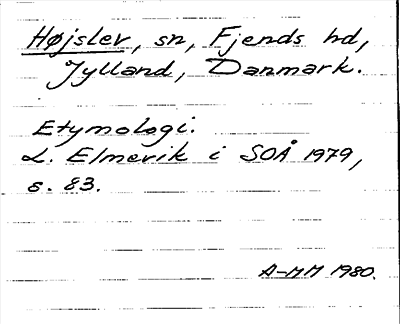 Højslev, sn, Fjends hd,
Jylland, Danmark.
Etymologi.
L. Elmevik i SOÅ 1979,
s. 83.
A-MM 1980.